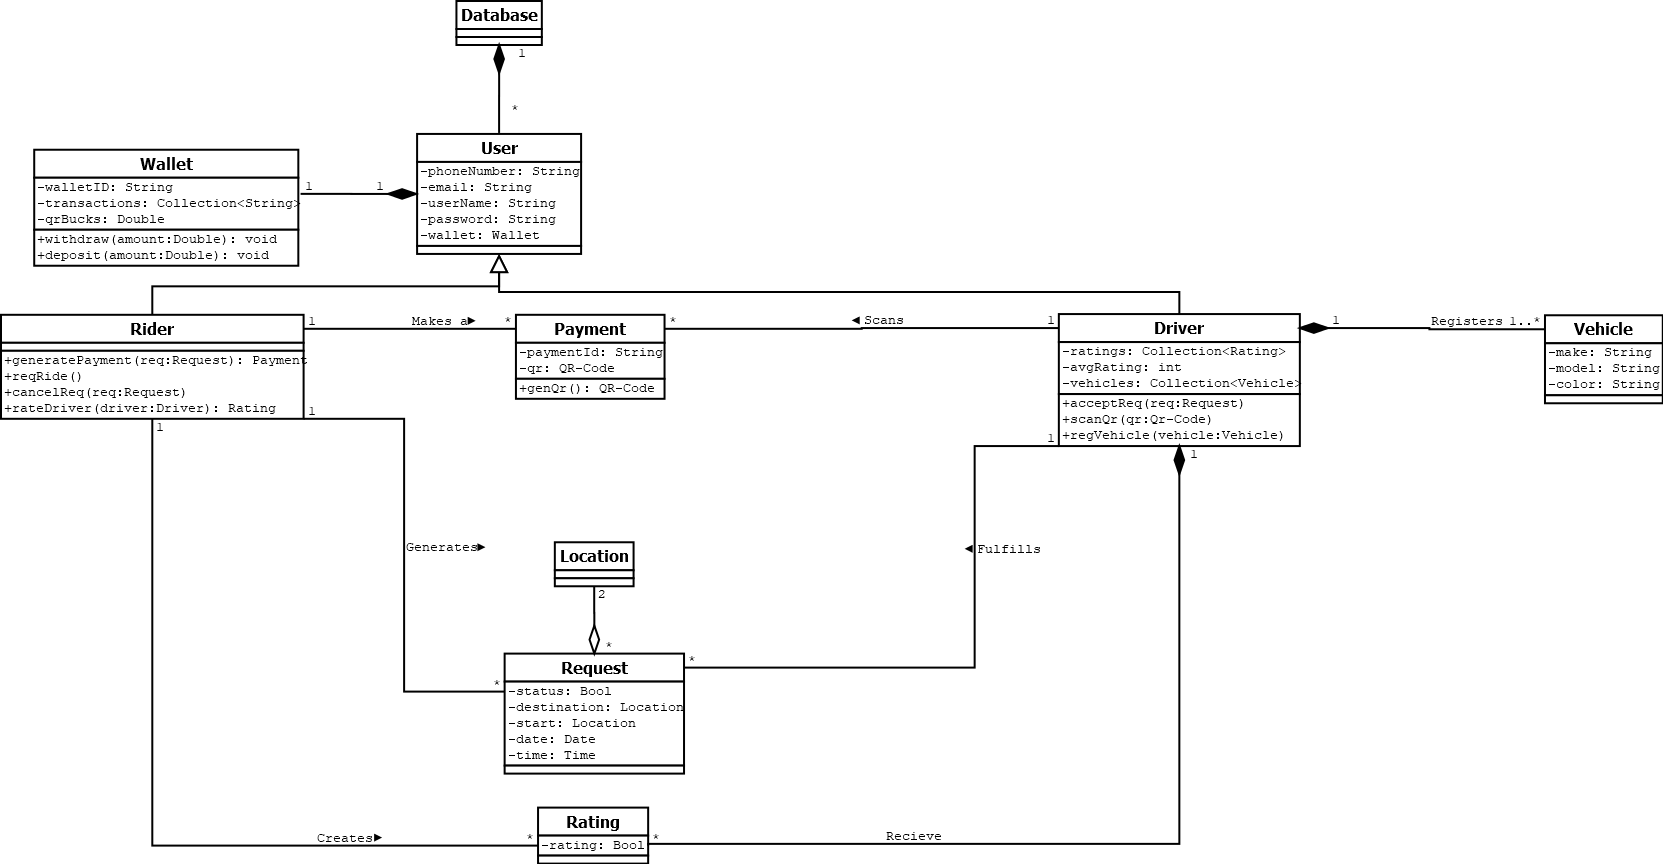 Database
1
*
User
-phoneNumber: String
-email: String
-userName: String
-password: String
-wallet: Wallet
Wallet
-walletID: String
-transactions: Collection<String>
-qrBucks: Double
+withdraw(amount:Double): void
+deposit(amount:Double): void
1
1
Rider
+generatePayment(req:Request): Payment
+reqRide()
+cancelReq(req:Request)
+rateDriver(driver:Driver): Rating
1
Makes a►
*
Payment
-paymentId: String
-qr: QR-Code
+genQr(): QR-Code
*
◄ Scans
1
Driver
-ratings: Collection<Rating>
-avgRating: int
-vehicles: Collection<Vehicle>
+acceptReq(req:Request)
+scanQr(qr:Qr-Code)
+regVehicle(vehicle:Vehicle)
1
Registers 1..*
Vehicle
-make: String
-model: String
-color: String
1
1
1
1
Generates►
◄ Fulfills
Location
2
*
*
*
Request
-status: Bool
-destination: Location
-start: Location
-date: Date
-time: Time
Creates►
*
Rating
-rating: Bool
*
Recieve